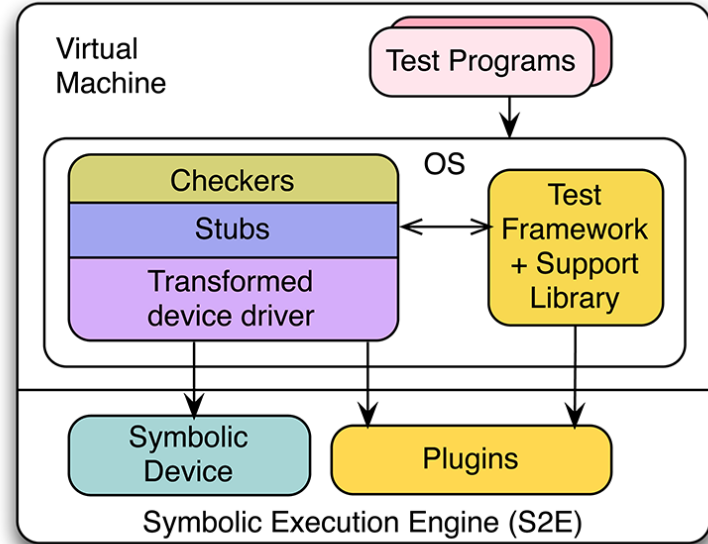 Virtual
Machine
Test Programs
OS
Checkers
Stubs
Transformed
device driver
Test
Framework
+ Support
Library
Symbolic
Device
Plugins
Symbolic Execution Engine (S2E)